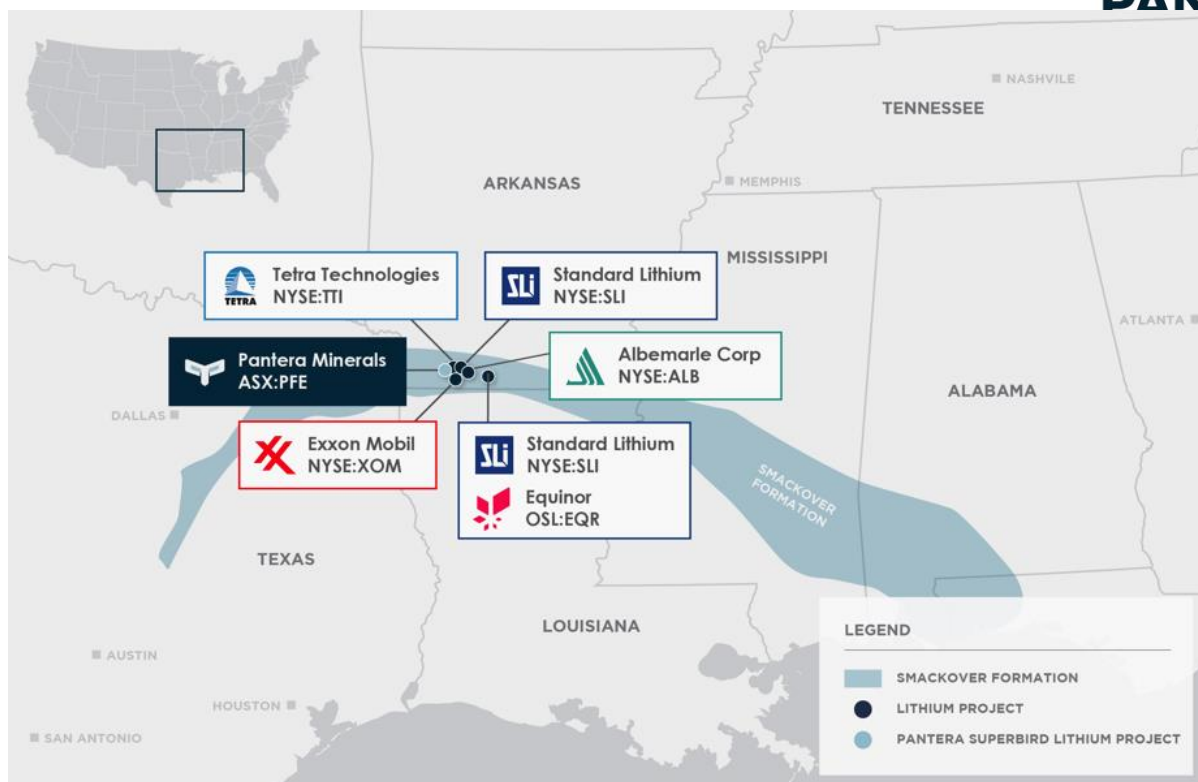 TENNESSEE
NASHVILE
ARKANSAS
MEMPHIS
MISSISSIPPI
Tetra Technologies
NYSE:TTI
TETRA
SLi
Standard Lithium
NYSE:SLI
ATLANTA
Pantera Minerals
ASX:PFE
Albemarle Corp
NYSE:ALB
ALABAMA
DALLAS
Exxon Mobil
NYSE:XOM
SLi
Standard Lithium
NYSE:SLI
Equinor
OSL:EQR
SMACKOVER
FORMATION
TEXAS
LOUISIANA
AUSTIN
HOUSTON
SAN ANTONIO
LEGEND
SMACKOVER FORMATION
LITHIUM PROJECT
PANTERA SUPERBIRD LITHIUM PROJECT